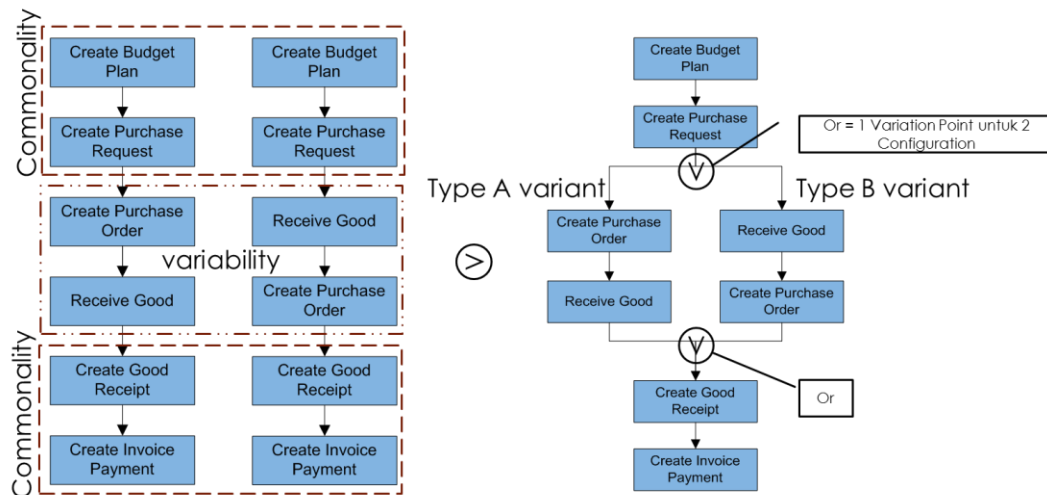 Commonality
Create Budget
Plan
Create Budget
Plan
Create Purchase
Request
Create Purchase
Request
Create Purchase
Order
Receive Good
variability
Receive Good
Create Purchase
Order
Commonality
Create Good
Receipt
Create Good
Receipt
Create Invoice
Payment
Create Invoice
Payment
>
Create Budget
Plan
Create Purchase
Request
Or = 1 Variation Point untuk 2
Configuration
V
Type A variant
Type B variant
Create Purchase
Order
Receive Good
Receive Good
Create Purchase
Order
V
Or
Create Good
Receipt
Create Invoice
Payment